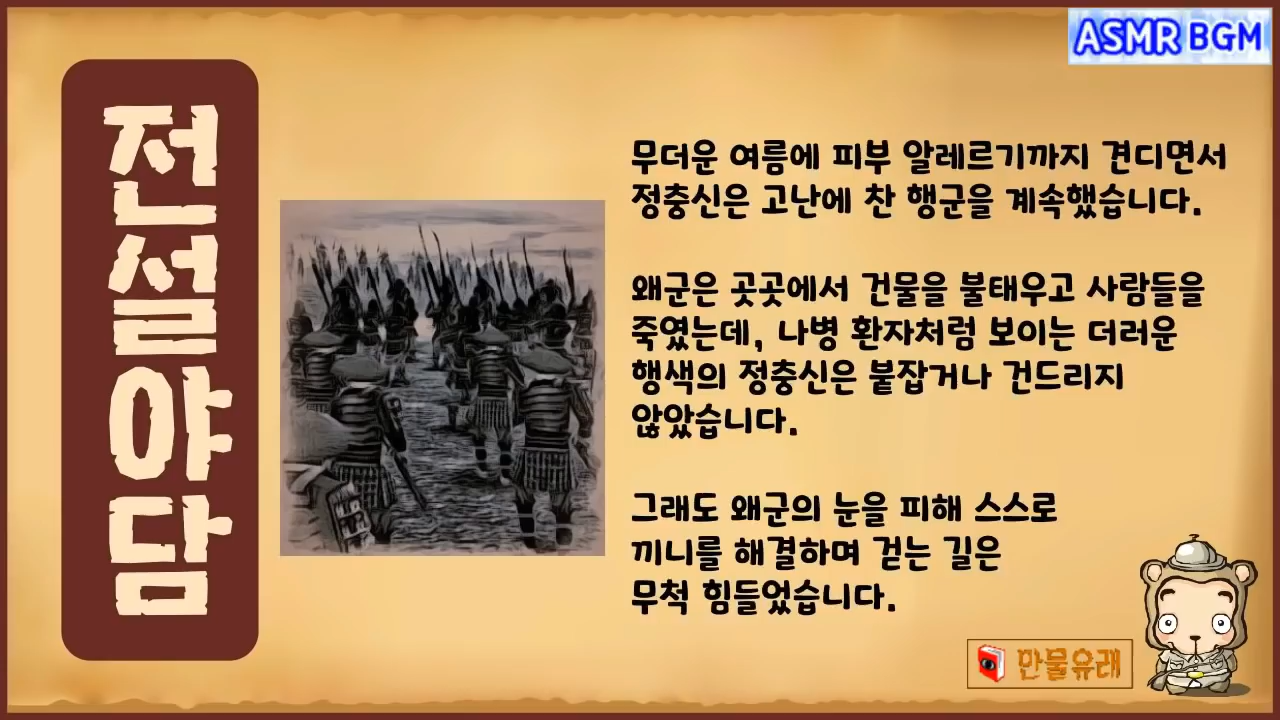 ASMR BGM
전설야담
무더운 여름에 피부 알레르기까지 견디면서
정충신은 고난에 찬 행군을 계속했습니다.
왜군은 곳곳에서 건물을 불태우고 사람들을
죽였는데, 나병 환자처럼 보이는 더러운
행색의 정충신은 붙잡거나 건드리지
않았습니다.
그래도 왜군의 눈을 피해 스스로
끼니를 해결하며 걷는 길은
무척 힘들었습니다.
만물유래